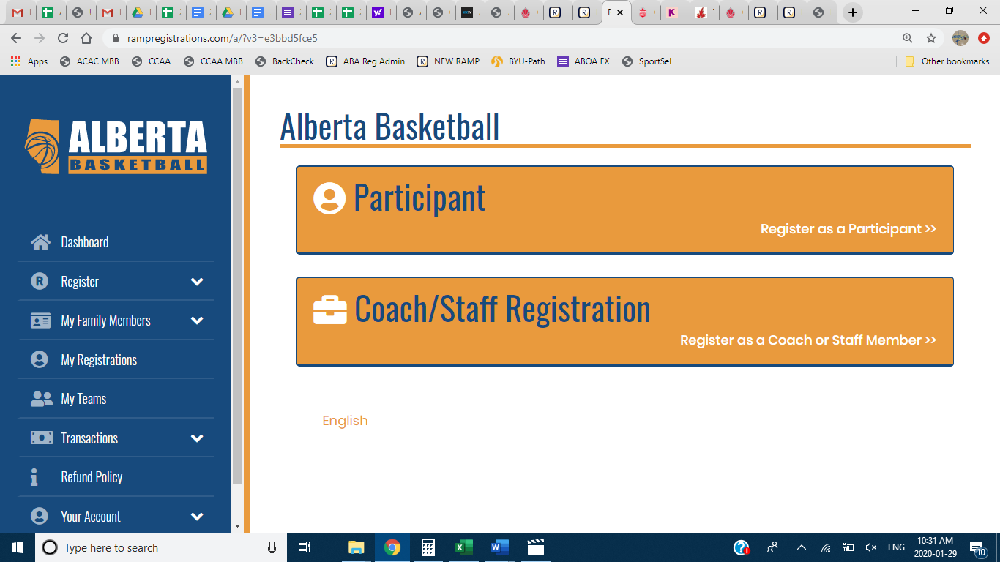 rampregistrations.com/a/?v3=e3bbd5fce5
Apps ACAC MBB CCAA CCAA MBB BackCheck ABA Reg Admin NEW RAMP BYU-Path ABOA EX SportSel Other bookmarks
ALBERTA
BASKETBALL
Dashboard
Register
My Family Members
My Registrations
My Teams
Transactions
Refund Policy
Your Account
Alberta Basketball
Participant
Register as a Participant >>
Coach/Staff Registration
Register as a Coach or Staff Member >>
English
Type here to search
ENG
10:31 AM
2020-01-29
10